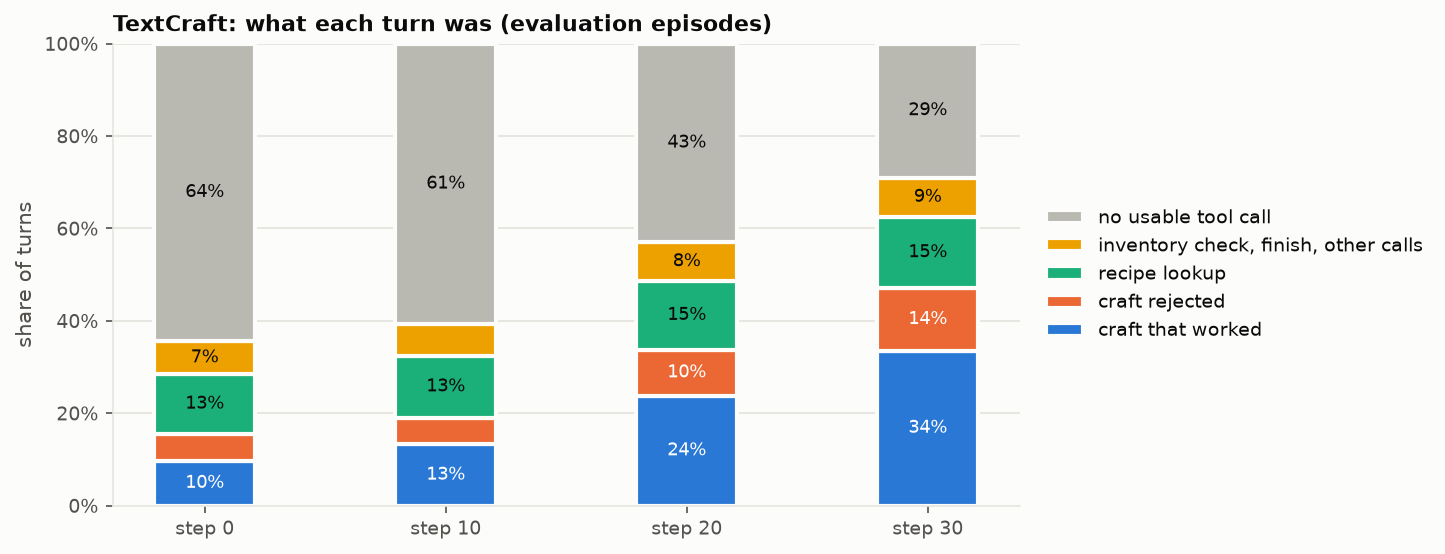 TextCraft: what each turn was (evaluation episodes)
100%
80%
60%
40%
20%
0%
share of turns
64%
7%
13%
10%
61%
13%
13%
43%
8%
15%
10%
24%
29%
9%
15%
14%
34%
step 0
step 10
step 20
step 30
no usable tool call
inventory check, finish, other calls
recipe lookup
craft rejected
craft that worked